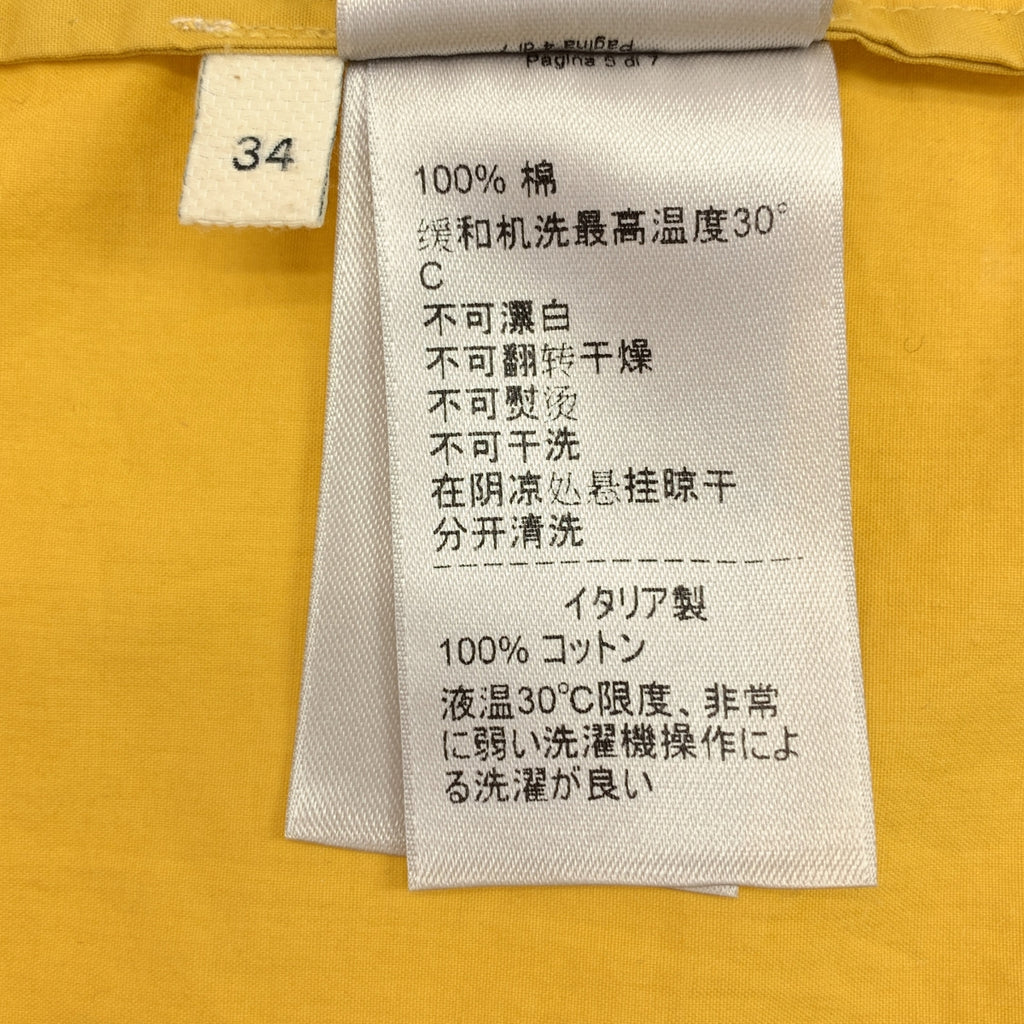 Pagina 4 di 7
Pagina 5 di 7
34
100% 棉
缓和机洗最高温度30°
C
不可漂白
不可翻转干燥
不可熨烫
不可干洗
在阴凉处悬挂晾干
分开清洗
イタリア製
100% コットン
液温30℃限度、非常
に弱い洗濯機操作によ
る洗濯が良い